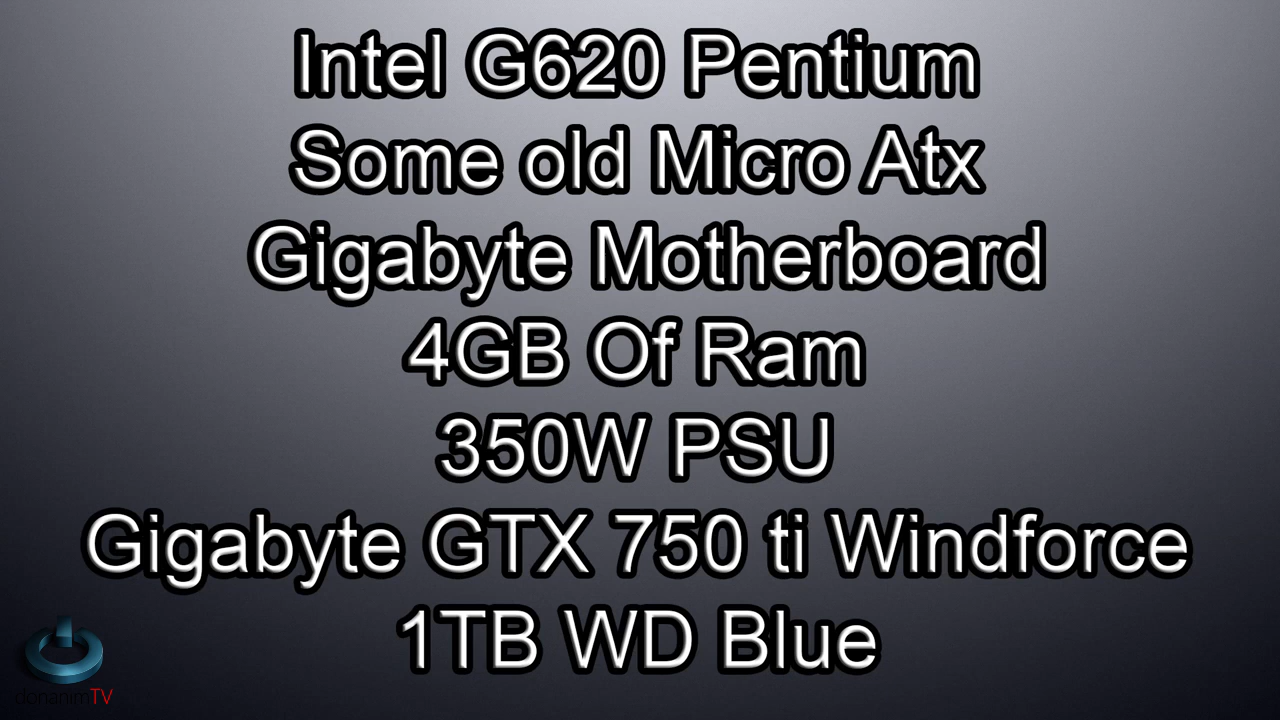 Intel G620 Pentium
Some old Micro Atx
Gigabyte Motherboard
4GB Of Ram
350W PSU
Gigabyte GTX 750 ti Windforce
1TB WD Blue
donanimTV